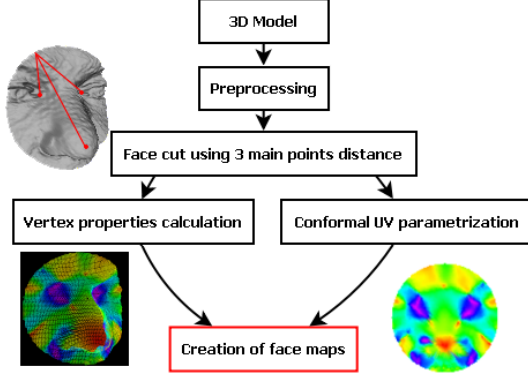 3D Model
Preprocessing
Face cut using 3 main points distance
Vertex properties calculation
Conformal UV parametrization
Creation of face maps